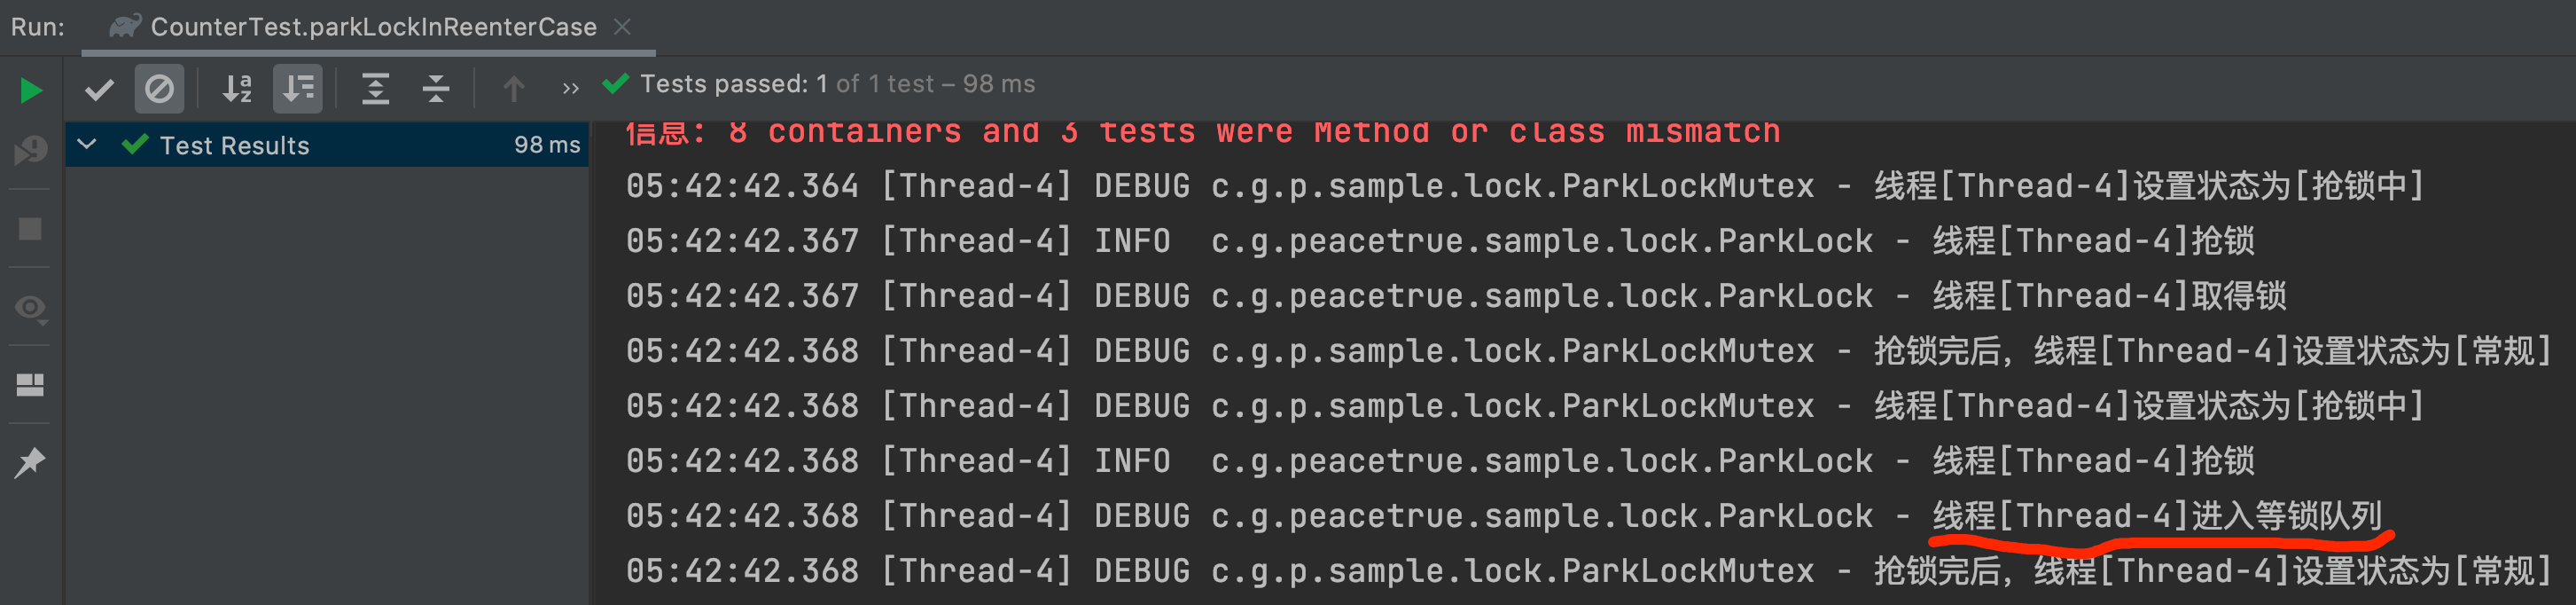 Run: CounterTest.parkLockInReenterCase
Tests passed: 1 of 1 test – 98 ms
Test Results 98 ms
信息: 8 containers and 3 tests were Method or class mismatch
05:42:42.364 [Thread-4] DEBUG c.g.p.sample.lock.ParkLockMutex - 线程[Thread-4]设置状态为[抢锁中]
05:42:42.367 [Thread-4] INFO  c.g.peacetrue.sample.lock.ParkLock - 线程[Thread-4]抢锁
05:42:42.367 [Thread-4] DEBUG c.g.peacetrue.sample.lock.ParkLock - 线程[Thread-4]取得锁
05:42:42.368 [Thread-4] DEBUG c.g.p.sample.lock.ParkLockMutex - 抢锁完后，线程[Thread-4]设置状态为[常规]
05:42:42.368 [Thread-4] DEBUG c.g.p.sample.lock.ParkLockMutex - 线程[Thread-4]设置状态为[抢锁中]
05:42:42.368 [Thread-4] INFO  c.g.peacetrue.sample.lock.ParkLock - 线程[Thread-4]抢锁
05:42:42.368 [Thread-4] DEBUG c.g.peacetrue.sample.lock.ParkLock - 线程[Thread-4]进入等锁队列
05:42:42.368 [Thread-4] DEBUG c.g.p.sample.lock.ParkLockMutex - 抢锁完后，线程[Thread-4]设置状态为[常规]